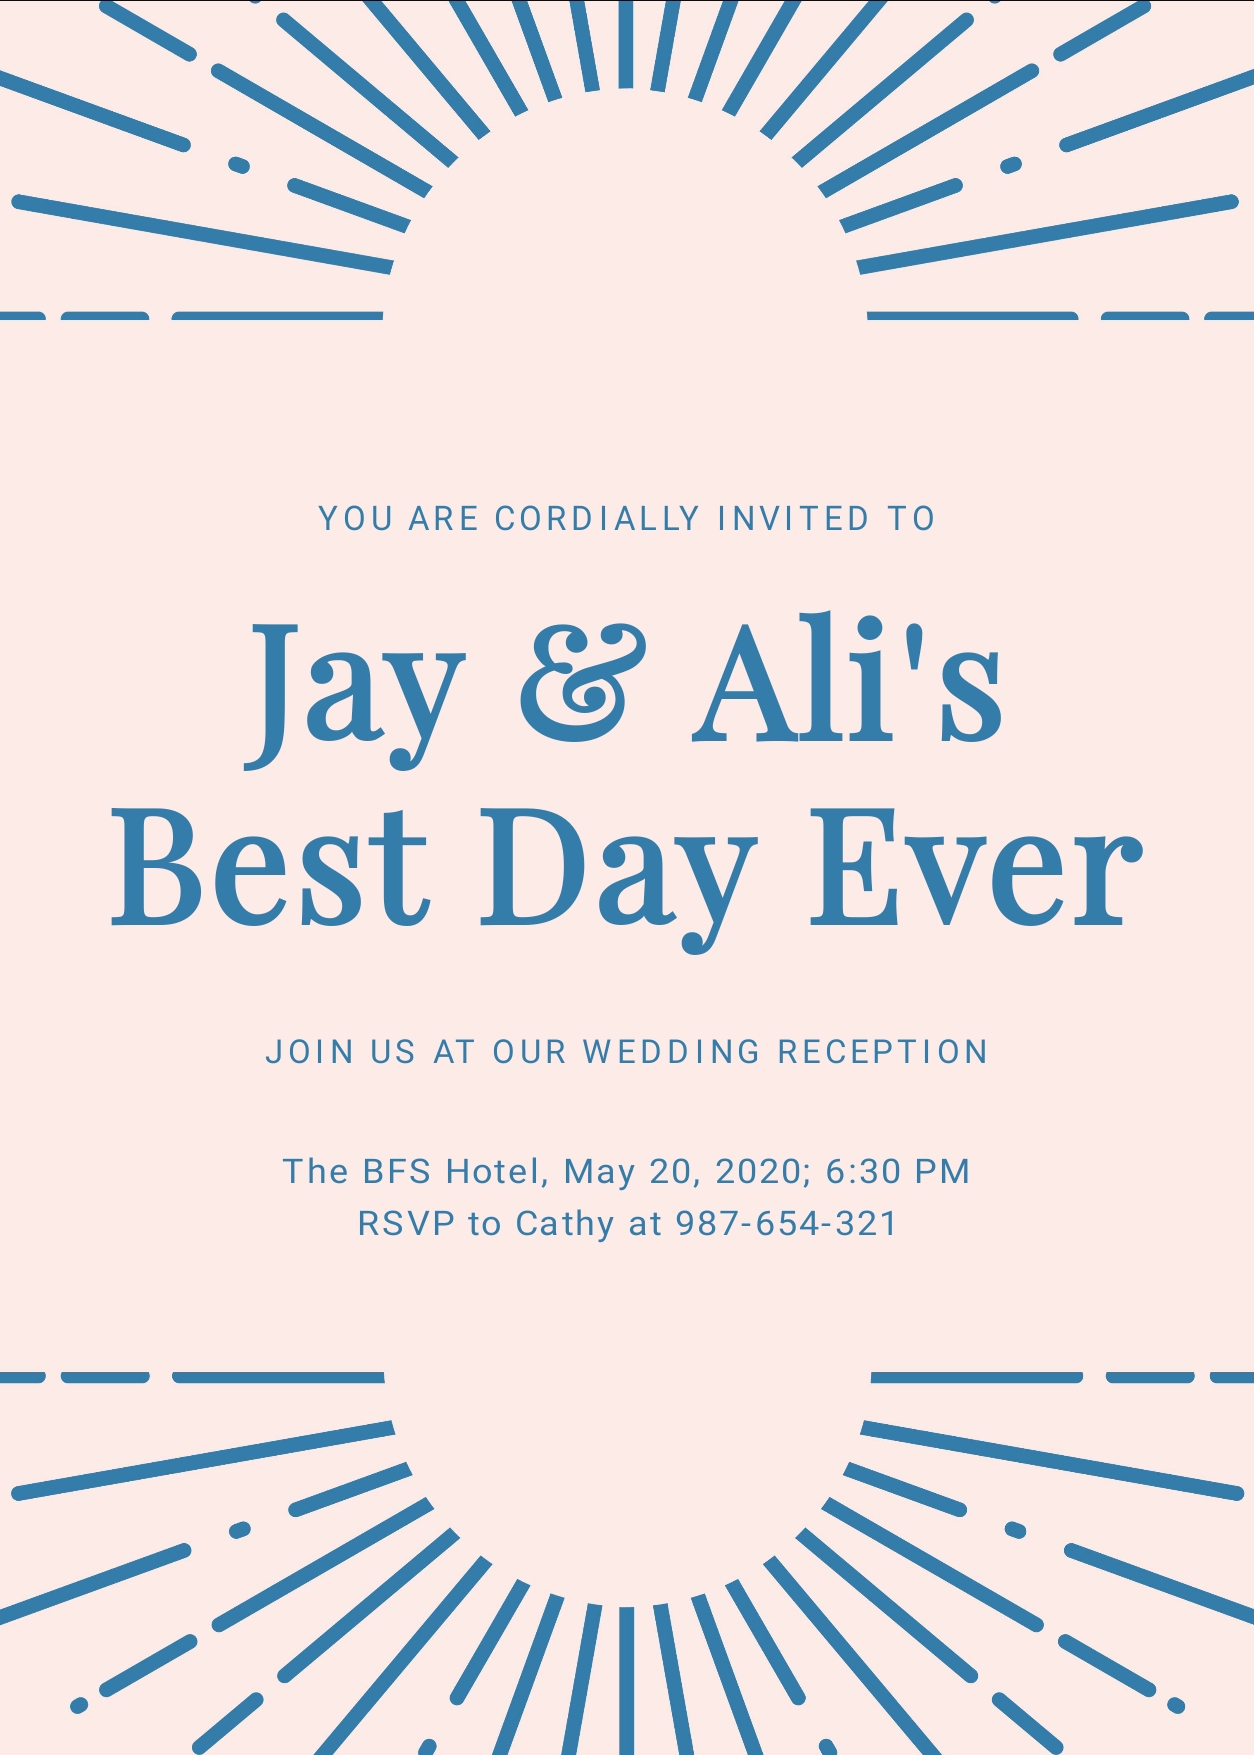 YOU ARE CORDIALLY INVITED TO
Jay & Ali's
Best Day Ever
JOIN US AT OUR WEDDING RECEPTION
The BFS Hotel, May 20, 2020; 6:30 PM
RSVP to Cathy at 987-654-321